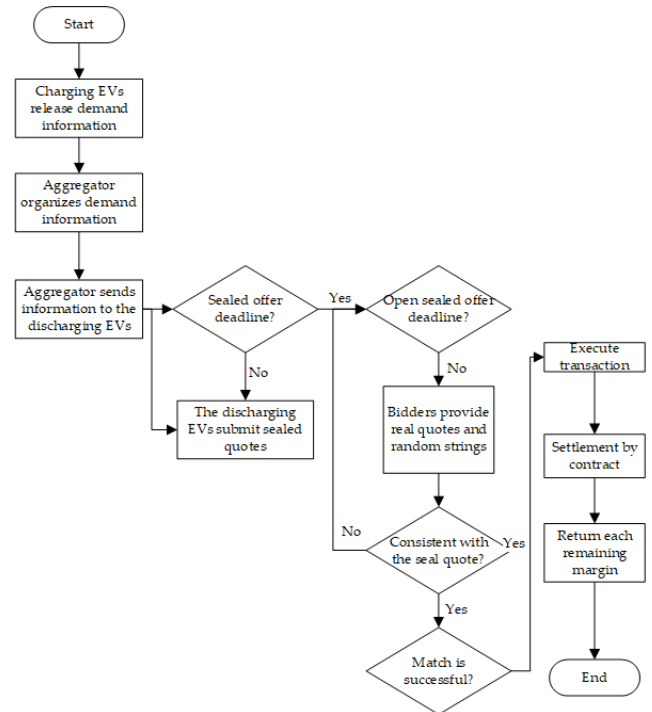 Start
Charging EVs
release demand
information
Aggregator
organizes demand
information
Aggregator sends
information to the
discharging EVs
Sealed offer
deadline?
Yes
No
The discharging
EVs submit sealed
quotes
Open sealed offer
deadline?
No
Bidders provide
real quotes and
random strings
Consistent with
the seal quote?
No
Yes
Yes
Match is
successful?
Execute
transaction
Settlement by
contract
Return each
remaining
margin
End